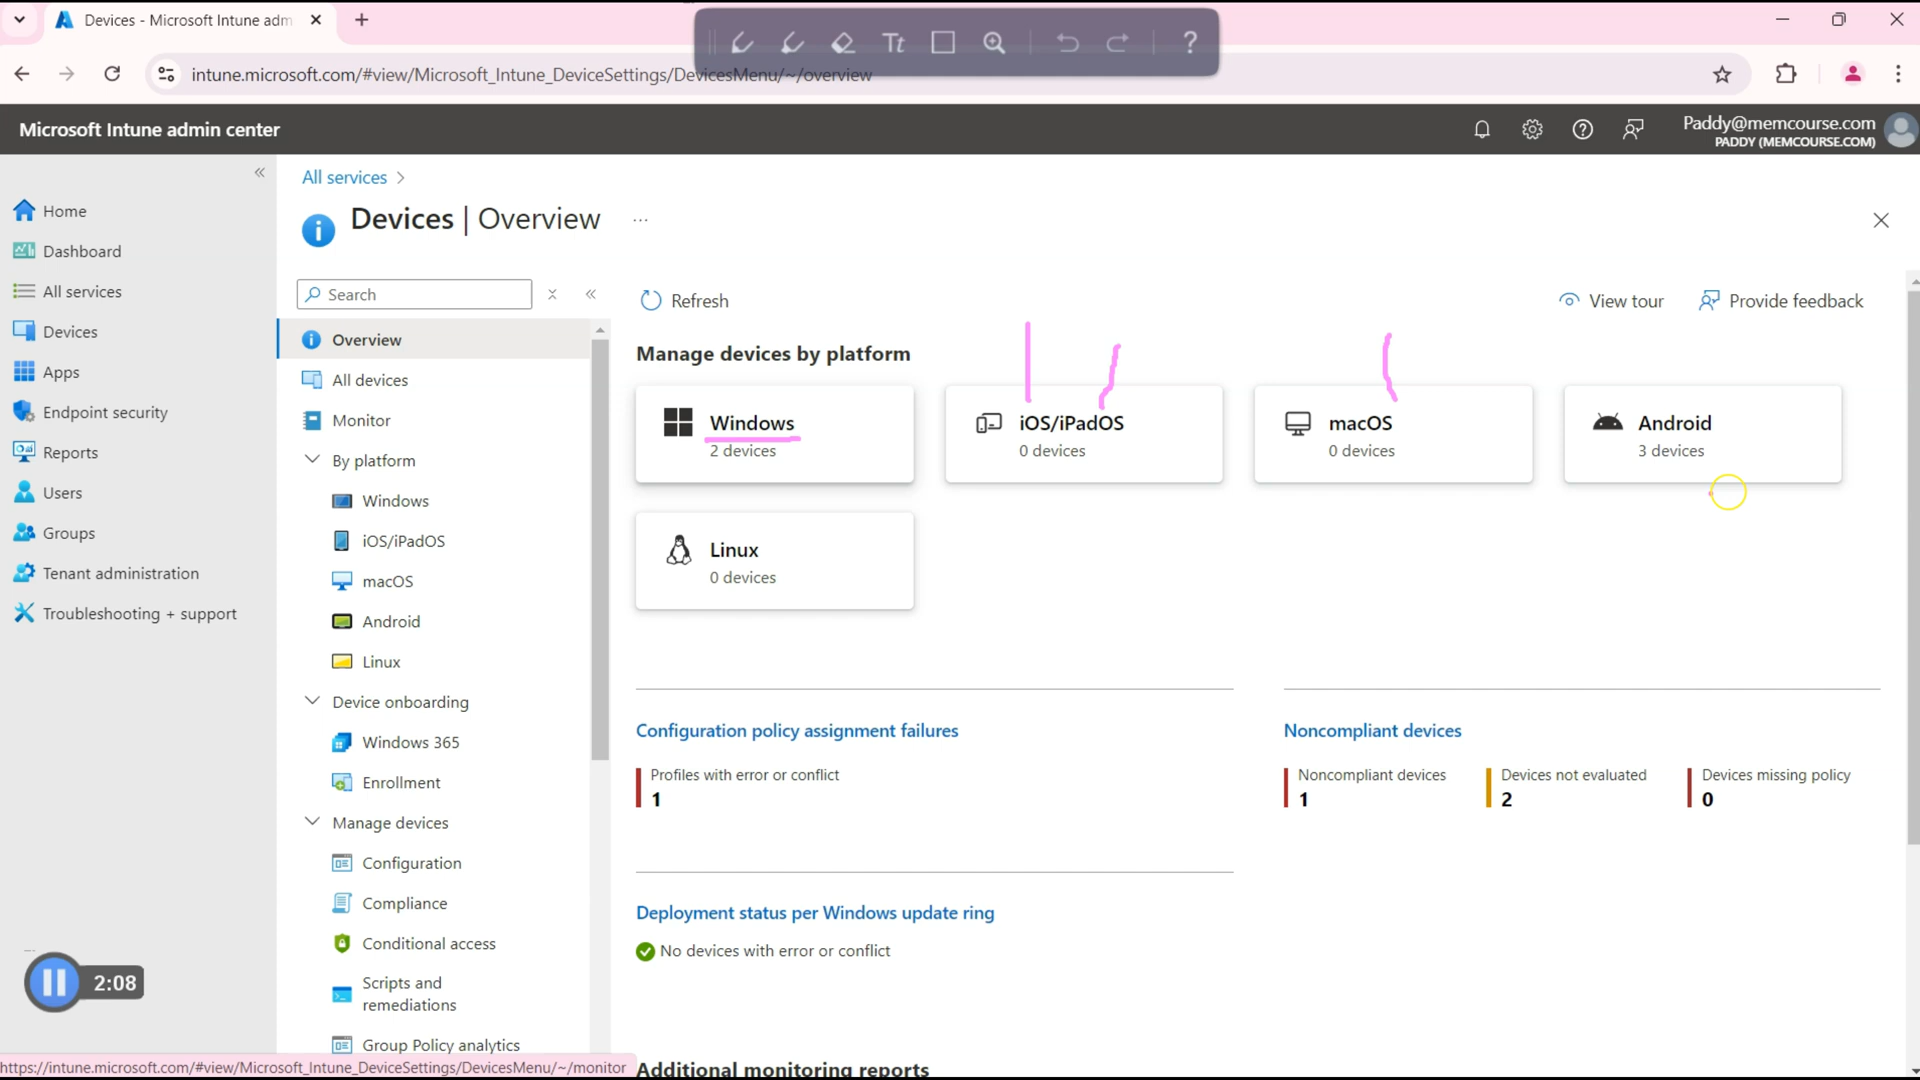 Devices - Microsoft Intune adm
Tt
?
intune.microsoft.com/#view/Microsoft_Intune_DeviceSettings/DevicesMenu/~/overview
Microsoft Intune admin center
Paddy@memcourse.com
PADDY (MEMCOURSE.COM)
All services >
Devices | Overview ...
Home
Dashboard
All services
Devices
Apps
Endpoint security
Reports
Users
Groups
Tenant administration
Troubleshooting + support
Search
Overview
All devices
Monitor
By platform
Windows
iOS/iPadOS
macOS
Android
Linux
Device onboarding
Windows 365
Enrollment
Manage devices
Configuration
Compliance
Conditional access
Scripts and
remediations
Group Policy analytics
Refresh
View tour
Provide feedback
Manage devices by platform
Windows
2 devices
iOS/iPadOS
0 devices
macOS
0 devices
Android
3 devices
Linux
0 devices
Configuration policy assignment failures
Profiles with error or conflict
1
Noncompliant devices
Noncompliant devices
1
Devices not evaluated
2
Devices missing policy
0
Deployment status per Windows update ring
No devices with error or conflict
Additional monitoring reports
2:08
https://intune.microsoft.com/#view/Microsoft_Intune_DeviceSettings/DevicesMenu/~/monitor